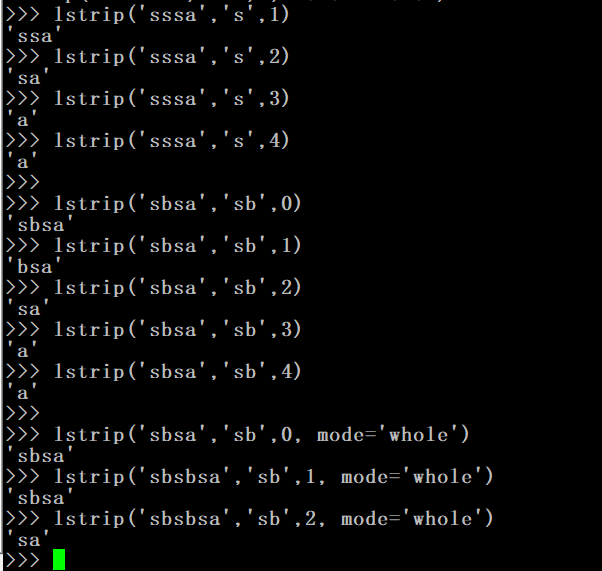 >>> lstrip('sssa','s',1)
'ssa'
>>> lstrip('sssa','s',2)
'sa'
>>> lstrip('sssa','s',3)
'a'
>>> lstrip('sssa','s',4)
'a'
>>>
>>> lstrip('sbsa','sb',0)
'sbsa'
>>> lstrip('sbsa','sb',1)
'bsa'
>>> lstrip('sbsa','sb',2)
'sa'
>>> lstrip('sbsa','sb',3)
'a'
>>> lstrip('sbsa','sb',4)
'a'
>>>
>>> lstrip('sbsa','sb',0, mode='whole')
'sbsa'
>>> lstrip('sbsbsa','sb',1, mode='whole')
'sbsa'
>>> lstrip('sbsbsa','sb',2, mode='whole')
'sa'
>>>